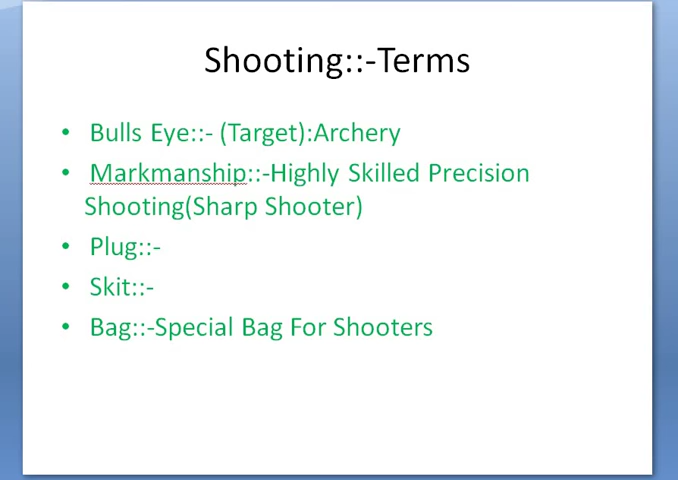 Shooting::-Terms
• Bulls Eye::- (Target):Archery
• Markmanship::-Highly Skilled Precision
Shooting(Sharp Shooter)
• Plug::-
• Skit::-
• Bag::-Special Bag For Shooters